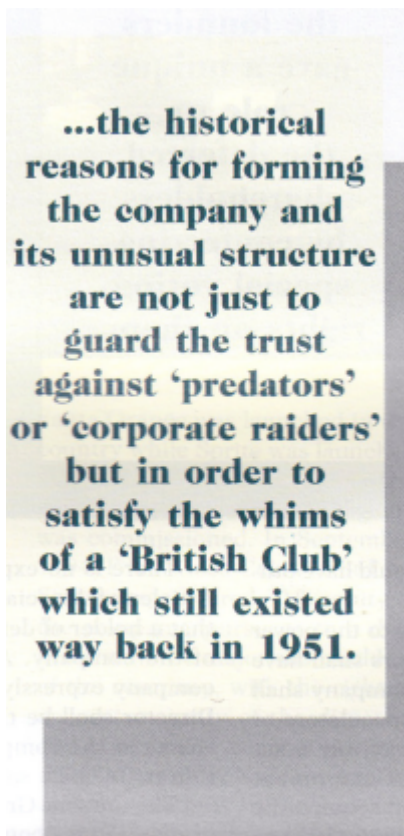 ...the historical
reasons for forming
the company and
its unusual structure
are not just to
guard the trust
against ‘predators’
or ‘corporate raiders’
but in order to
satisfy the whims
of a ‘British Club’
which still existed
way back in 1951.